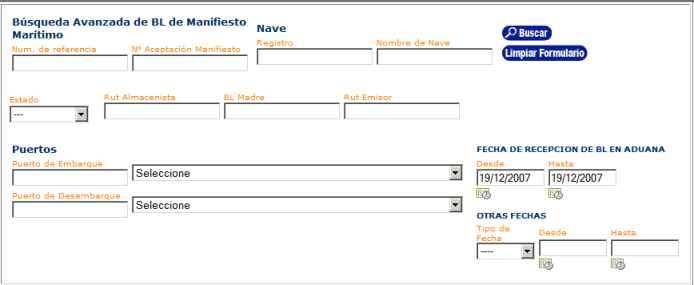 Búsqueda Avanzada de BL de Manifiesto
Marítimo
Nave
Num. de referencia
Nº Aceptación Manifiesto
Registro
Nombre de Nave
Buscar
Limpiar Formulario
Estado
Rut Almacenista
BL Madre
Rut Emisor
---
Puertos
Puerto de Embarque
Seleccione
Puerto de Desembarque
Seleccione
FECHA DE RECEPCION DE BL EN ADUANA
Desde
Hasta
19/12/2007
19/12/2007
OTRAS FECHAS
Tipo de
Fecha
Desde
Hasta
----